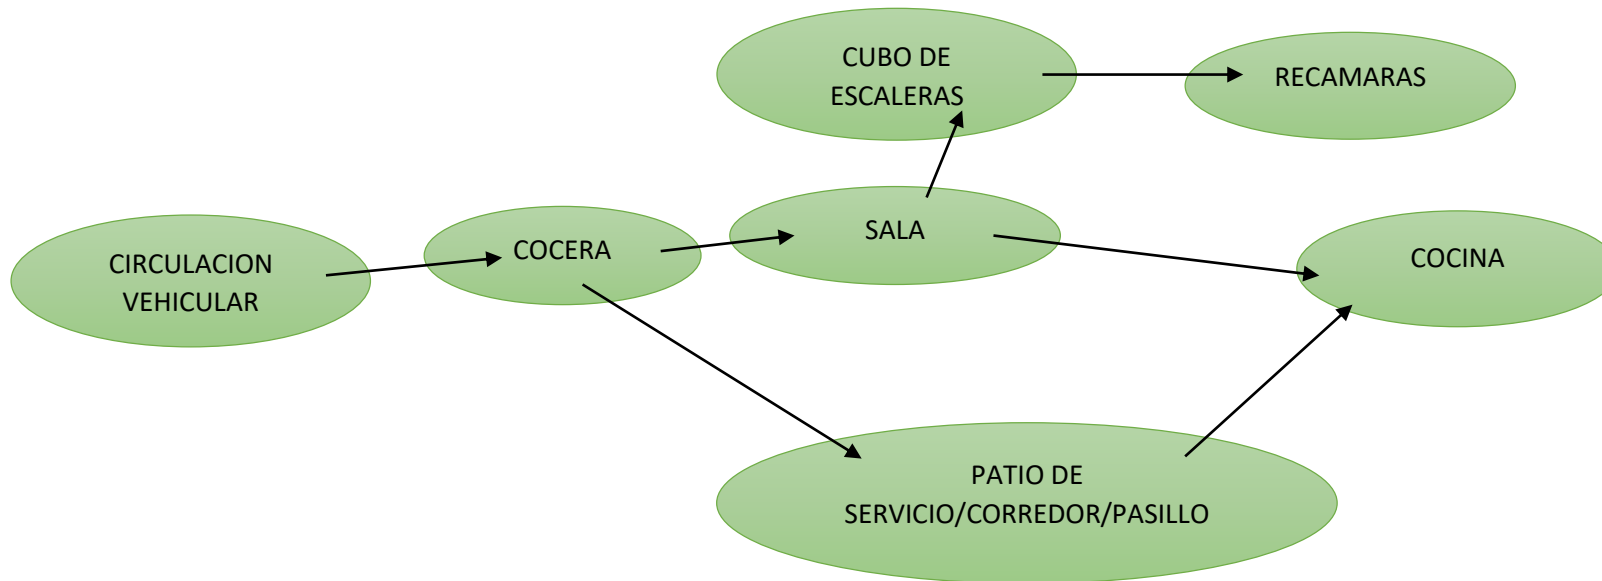 CUBO DE
ESCALERAS
RECAMARAS
CIRCULACION
VEHICULAR
COCERA
SALA
COCINA
PATIO DE
SERVICIO/CORREDOR/PASILLO